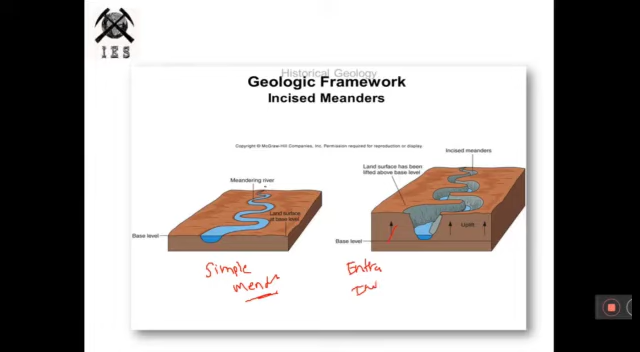 IES
Historical Geology
Geologic Framework
Incised Meanders
Copyright © McGraw-Hill Companies, Inc. Permission required for reproduction or display.
Incised meanders
Land surface has been
lifted above base level
Meandering river
Land surface
at base level
Base level
Uplift
Base level
Simple
Entra